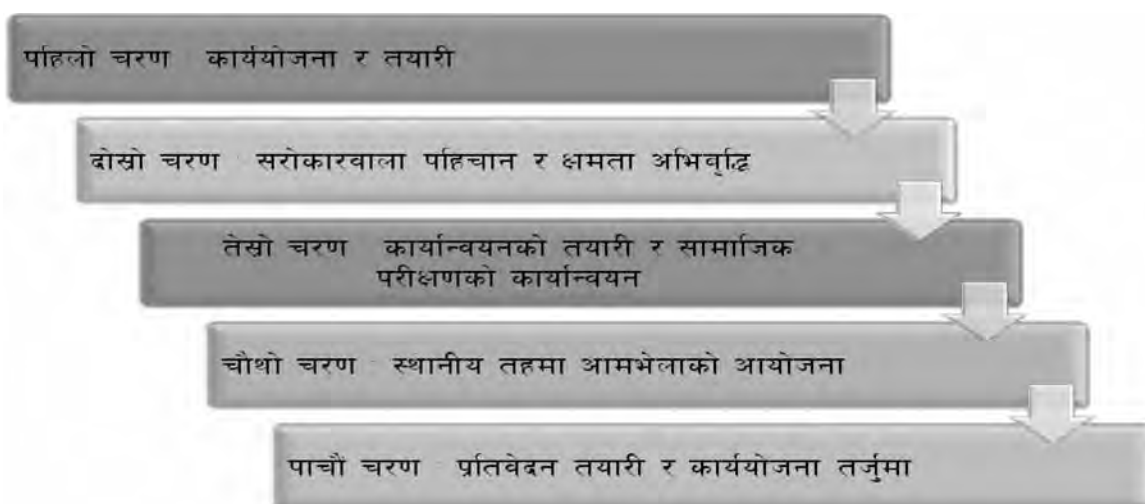 पहिलो चरण  कार्ययोजना र तयारी
दोस्रो चरण  सरोकारवाला पहिचान र क्षमता अभिवृद्धि
तेस्रो चरण  कार्यान्वयनको तयारी र सामाजिक
परीक्षणको कार्यान्वयन
चौथो चरण  स्थानीय तहमा आमभेलाको आयोजना
पाचौं चरण  प्रतिवेदन तयारी र कार्ययोजना तर्जुमा